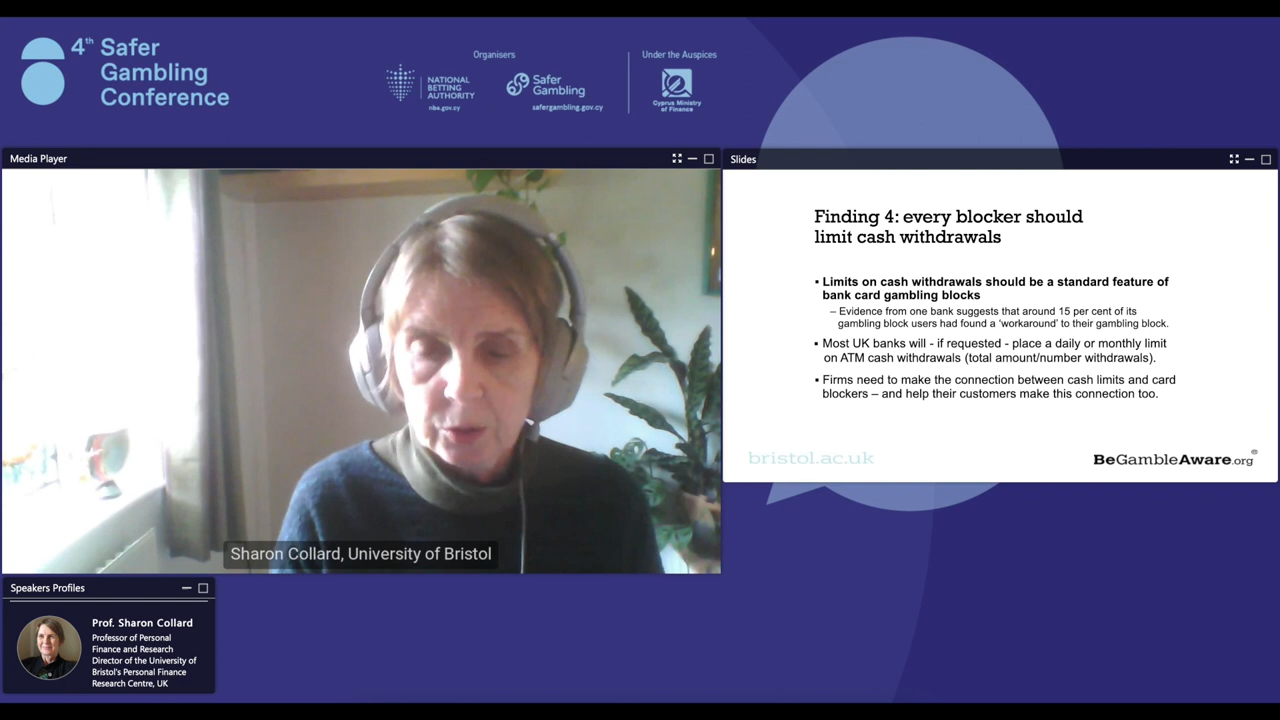 4th Safer
Gambling
Conference
Organisers
NATIONAL
BETTING
AUTHORITY
nba.gov.cy
Safer
Gambling
safergambling.gov.cy
Under the Auspices
Cyprus Ministry
of Finance
Media Player
Sharon Collard, University of Bristol
Slides
Finding 4: every blocker should
limit cash withdrawals
▪ Limits on cash withdrawals should be a standard feature of
bank card gambling blocks
– Evidence from one bank suggests that around 15 per cent of its
gambling block users had found a ‘workaround’ to their gambling block.
▪ Most UK banks will - if requested - place a daily or monthly limit
on ATM cash withdrawals (total amount/number withdrawals).
▪ Firms need to make the connection between cash limits and card
blockers – and help their customers make this connection too.
bristol.ac.uk
BeGambleAware.org®
Speakers Profiles
Prof. Sharon Collard
Professor of Personal
Finance and Research
Director of the University of
Bristol's Personal Finance
Research Centre, UK